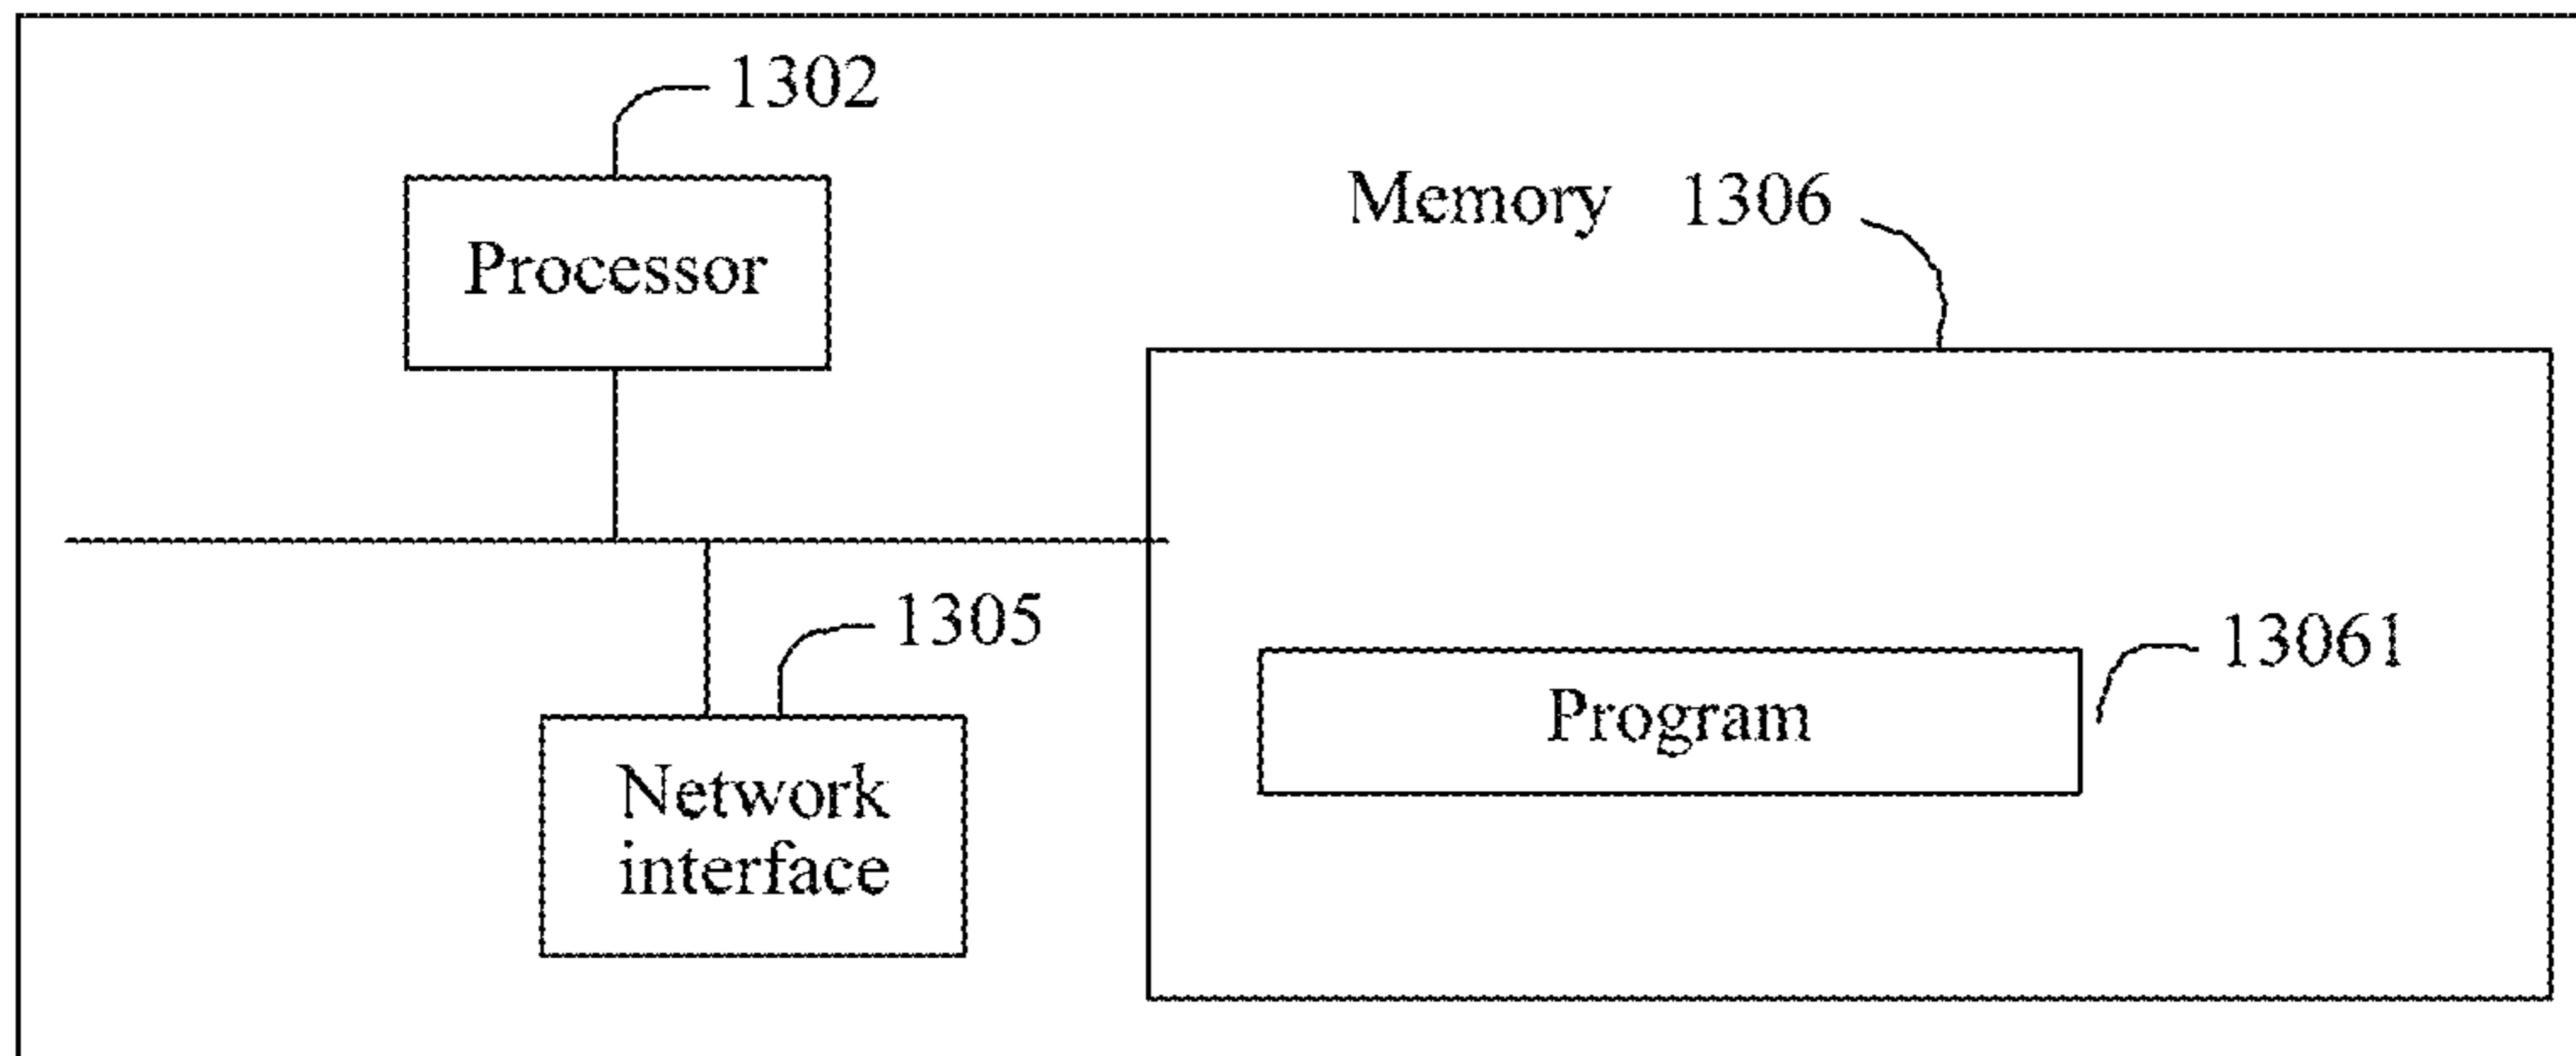 1302
Processor
Memory 1306
1305
Network
interface
13061
Program